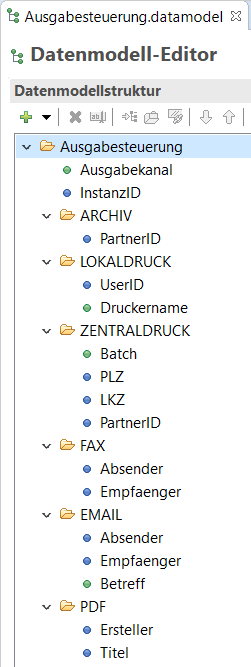 Ausgabesteuerung.datamodel
Datenmodell-Editor
Datenmodellstruktur
Ausgabesteuerung
Ausgabekanal
InstanzID
ARCHIV
PartnerID
LOKALDRUCK
UserID
Druckername
ZENTRALDRUCK
Batch
PLZ
LKZ
PartnerID
FAX
Absender
Empfaenger
EMAIL
Absender
Empfaenger
Betreff
PDF
Ersteller
Titel